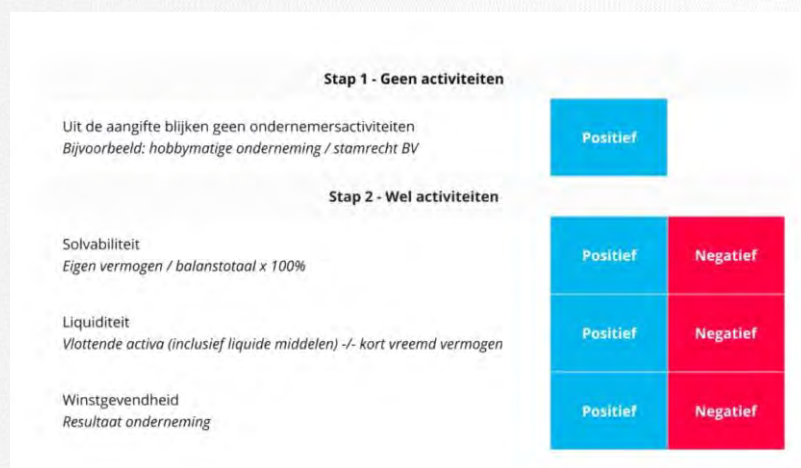 Stap 1 - Geen activiteiten
Uit de aangifte blijken geen ondernemersactiviteiten
Bijvoorbeeld: hobbymatige onderneming / stamrecht BV
Positief
Stap 2 - Wel activiteiten
Solvabiliteit
Eigen vermogen / balanstotaal x 100%
Positief
Negatief
Liquiditeit
Vlottende activa (inclusief liquide middelen) -/- kort vreemd vermogen
Positief
Negatief
Winstgevendheid
Resultaat onderneming
Positief
Negatief